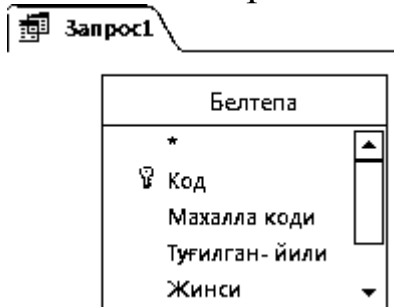 Запрос1
Белтепа
*
Код
Махалла коди
Туғилган- йили
Жинси